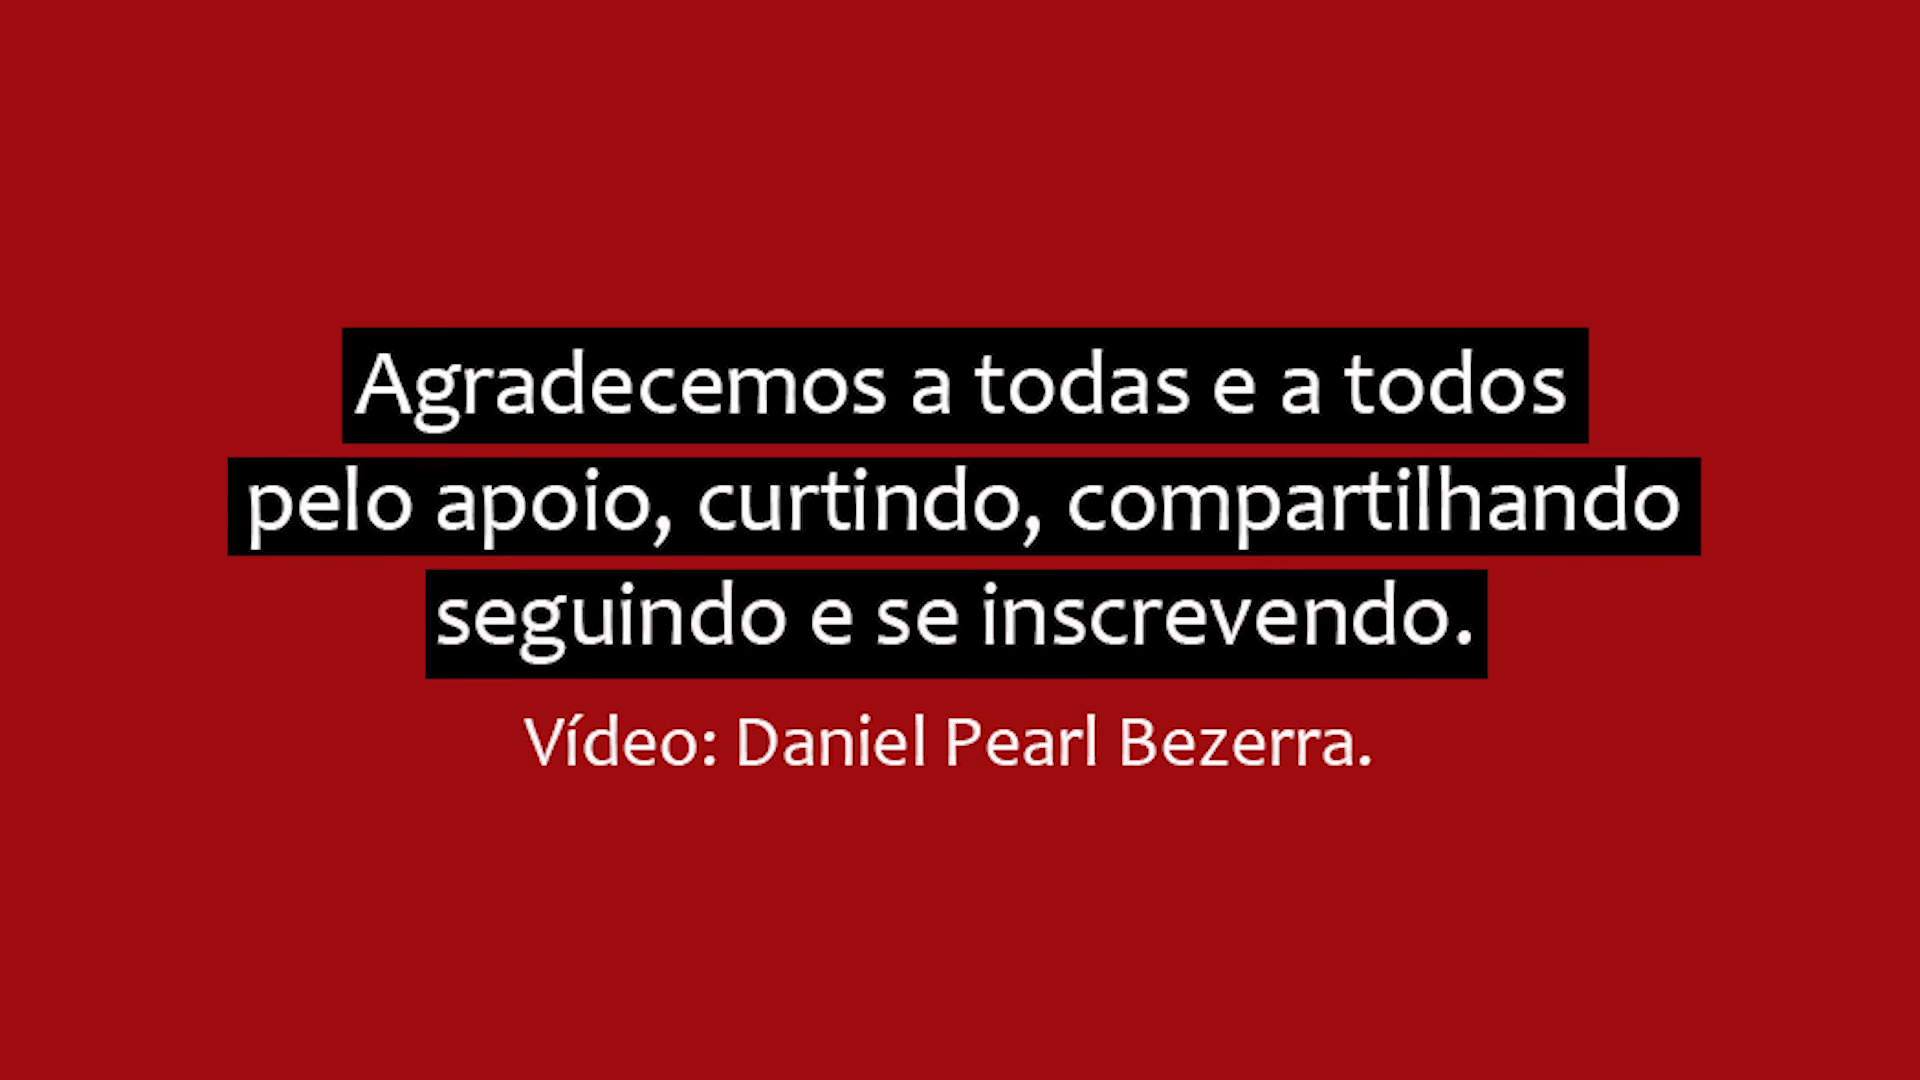 Agradecemos a todas e a todos
pelo apoio, curtindo, compartilhando
seguindo e se inscrevendo.
Vídeo: Daniel Pearl Bezerra.